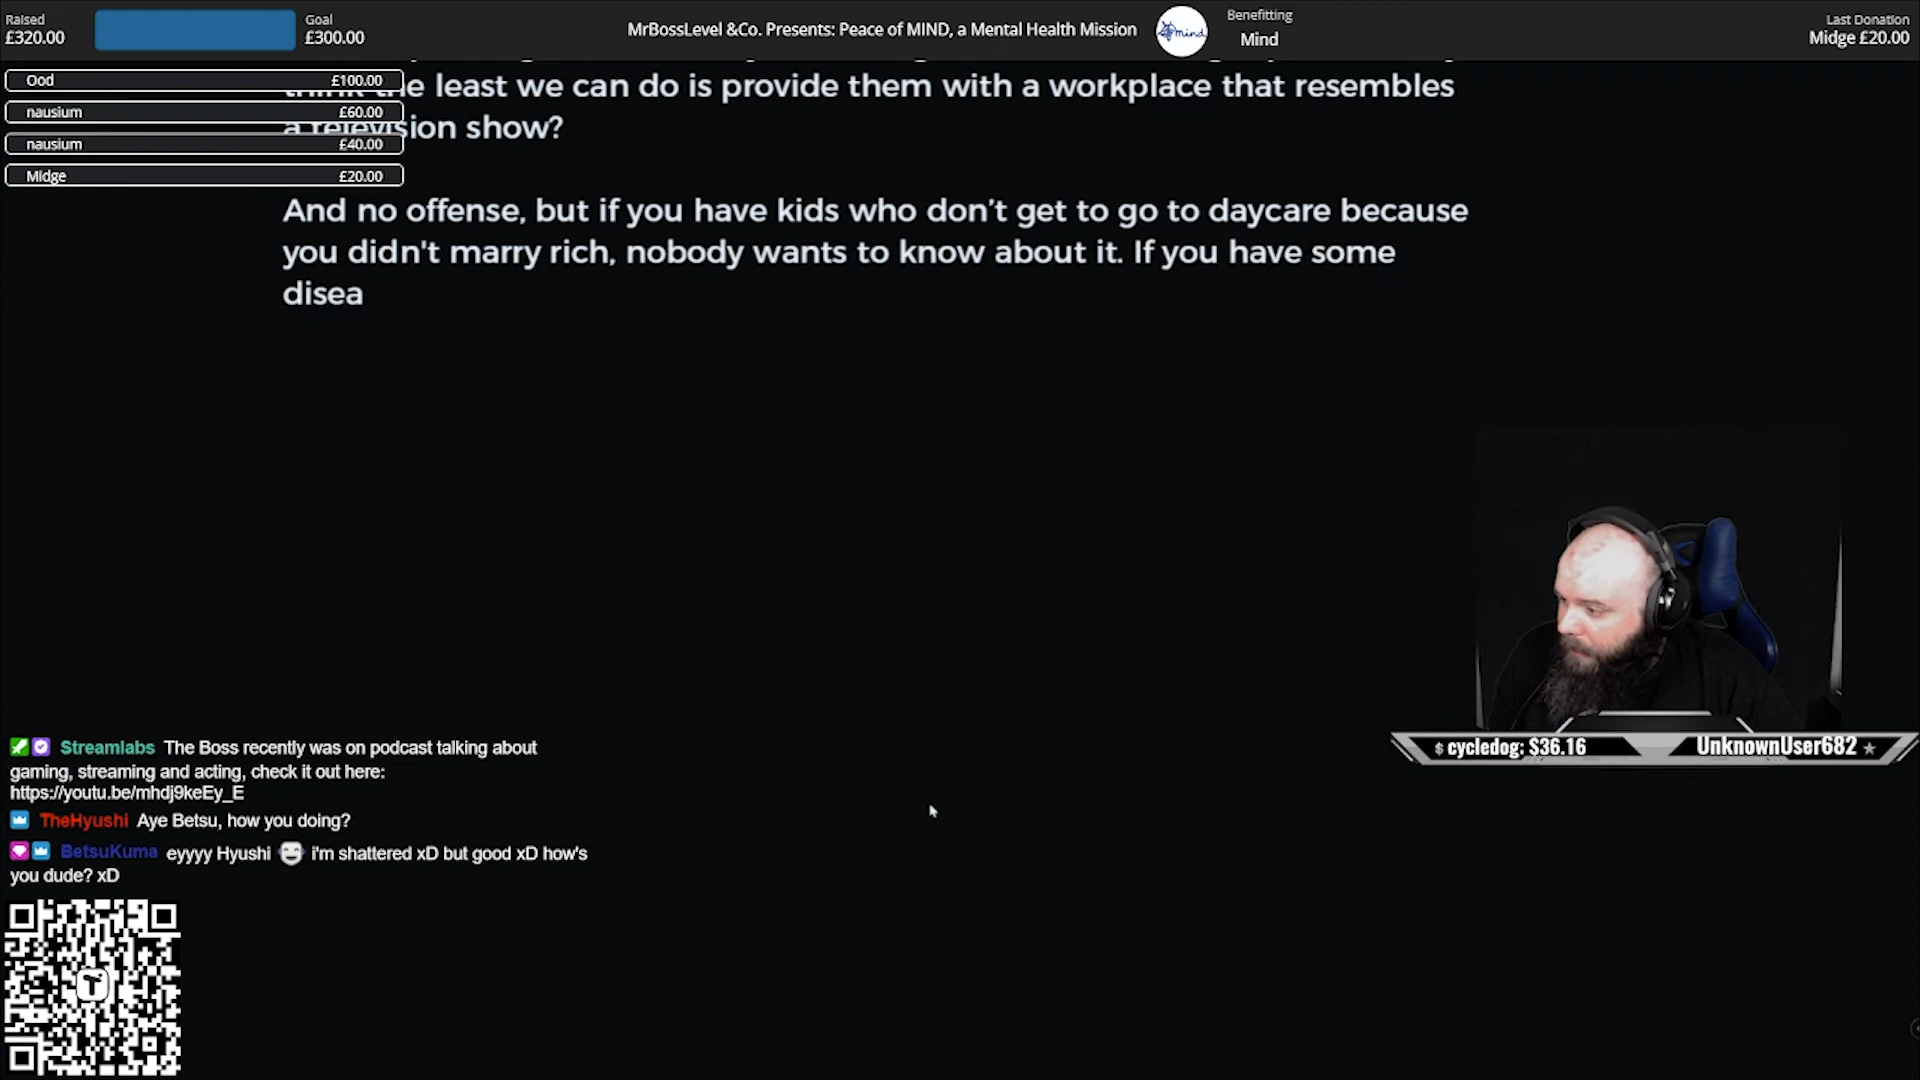 Raised
£320.00
Goal
£300.00
MrBossLevel &Co. Presents: Peace of MIND, a Mental Health Mission
mind
Benefitting
Mind
Last Donation
Midge £20.00
Ood £100.00
nausium £60.00
nausium £40.00
Midge £20.00
think the least we can do is provide them with a workplace that resembles
a television show?
And no offense, but if you have kids who don't get to go to daycare because
you didn't marry rich, nobody wants to know about it. If you have some
disea
Streamlabs The Boss recently was on podcast talking about
gaming, streaming and acting, check it out here:
https://youtu.be/mhdj9keEy_E
TheHyushi Aye Betsu, how you doing?
BetsuKuma eyyyy Hyushi i'm shattered xD but good xD how's
you dude? xD
$ cycledog: $36.16
UnknownUser682